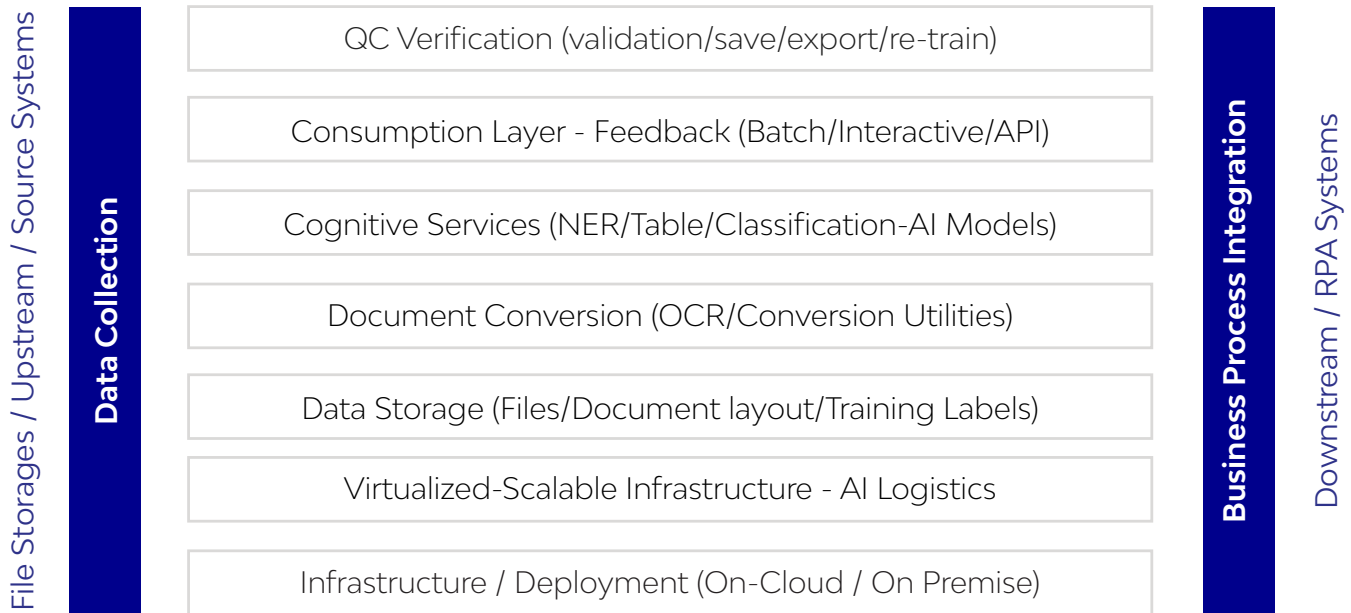 File Storages / Upstream / Source Systems
Data Collection
QC Verification (validation/save/export/re-train)
Consumption Layer - Feedback (Batch/Interactive/API)
Cognitive Services (NER/Table/Classification-AI Models)
Document Conversion (OCR/Conversion Utilities)
Data Storage (Files/Document layout/Training Labels)
Virtualized-Scalable Infrastructure - AI Logistics
Infrastructure / Deployment (On-Cloud / On Premise)
Business Process Integration
Downstream / RPA Systems